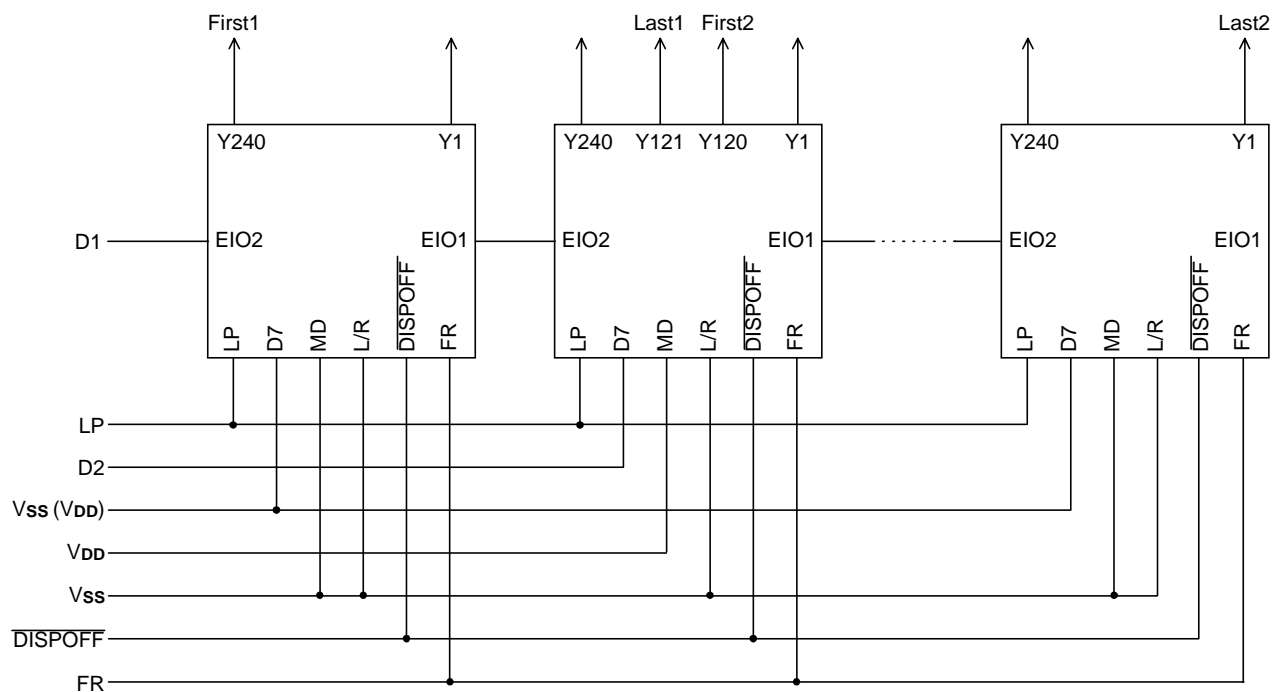 First1 Last1 First2 Last2
Y240 Y1 Y240 Y121 Y120 Y1 Y240 Y1
D1 EIO2 EIO1 EIO2 EIO1 EIO2 EIO1
LP D7 MD L/R DISPOFF FR LP D7 MD L/R DISPOFF FR LP D7 MD L/R DISPOFF FR
LP
D2
VSS (VDD)
VDD
VSS
DISPOFF
FR